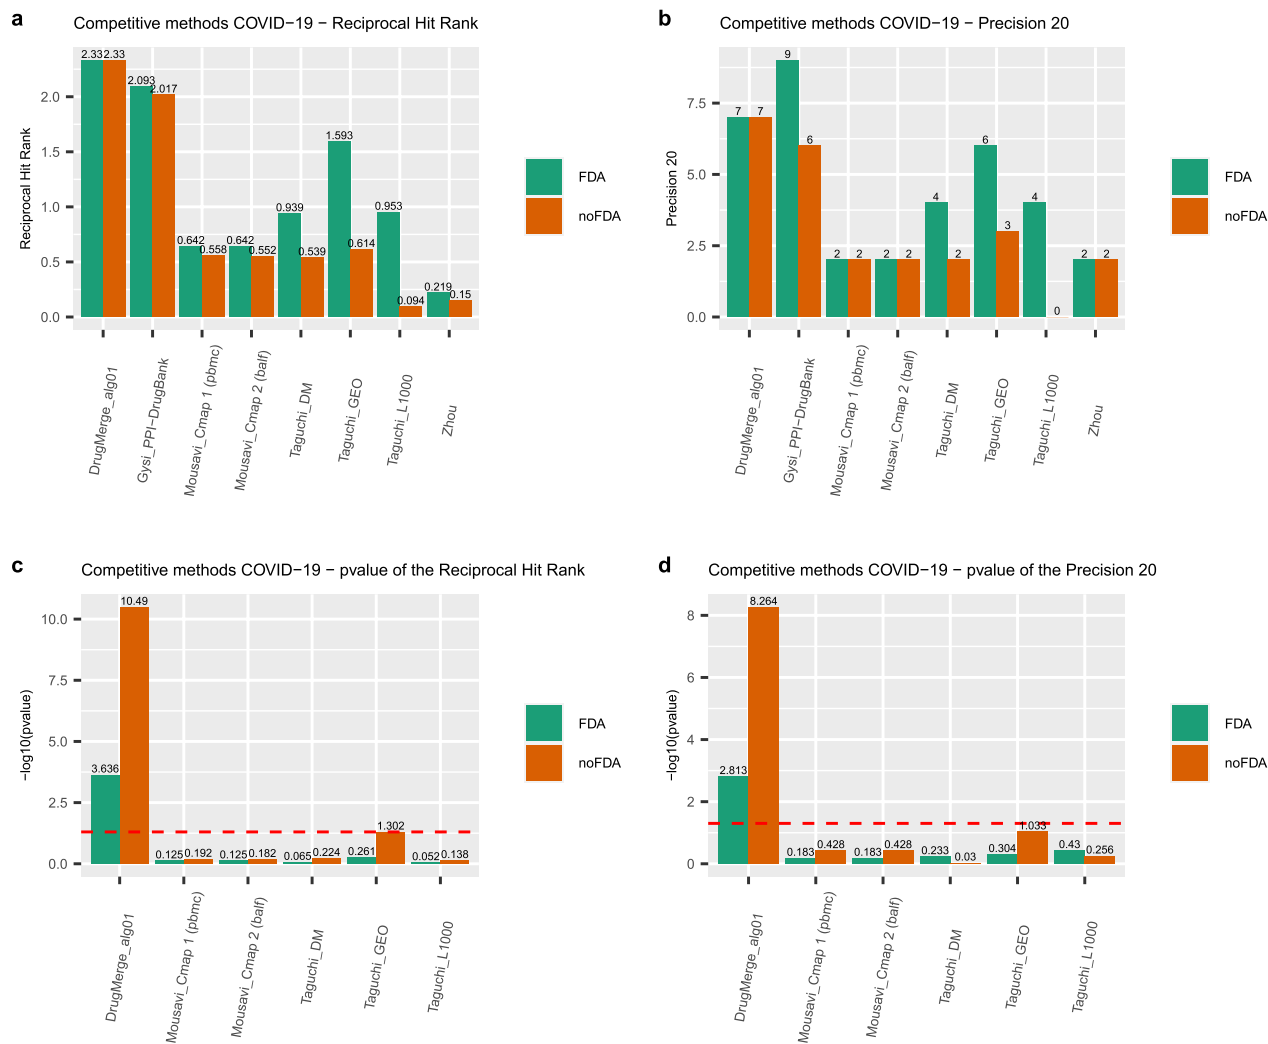 a
Competitive methods COVID−19 − Reciprocal Hit Rank
Reciprocal Hit Rank
2.0
1.5
1.0
0.5
0.0
2.33 2.33
2.093 2.017
0.642 0.558
0.642 0.552
0.939 0.539
1.593 0.614
0.953 0.094
0.219 0.15
DrugMerge_alg01
Gysi_PPI−DrugBank
Mousavi_Cmap 1 (pbmc)
Mousavi_Cmap 2 (balf)
Taguchi_DM
Taguchi_GEO
Taguchi_L1000
Zhou
FDA
noFDA
b
Competitive methods COVID−19 − Precision 20
Precision 20
7.5
5.0
2.5
0.0
7 7
9 6
2 2
2 2
4 2
6 3
4 0
2 2
DrugMerge_alg01
Gysi_PPI−DrugBank
Mousavi_Cmap 1 (pbmc)
Mousavi_Cmap 2 (balf)
Taguchi_DM
Taguchi_GEO
Taguchi_L1000
Zhou
FDA
noFDA
c
Competitive methods COVID−19 − pvalue of the Reciprocal Hit Rank
−log10(pvalue)
10.0
7.5
5.0
2.5
0.0
3.636 10.49
0.125 0.192
0.125 0.182
0.065 0.224
0.261 1.302
0.052 0.138
DrugMerge_alg01
Mousavi_Cmap 1 (pbmc)
Mousavi_Cmap 2 (balf)
Taguchi_DM
Taguchi_GEO
Taguchi_L1000
FDA
noFDA
d
Competitive methods COVID−19 − pvalue of the Precision 20
−log10(pvalue)
8
6
4
2
0
2.813 8.264
0.183 0.428
0.183 0.428
0.233 0.03
0.304 1.033
0.43 0.256
DrugMerge_alg01
Mousavi_Cmap 1 (pbmc)
Mousavi_Cmap 2 (balf)
Taguchi_DM
Taguchi_GEO
Taguchi_L1000
FDA
noFDA